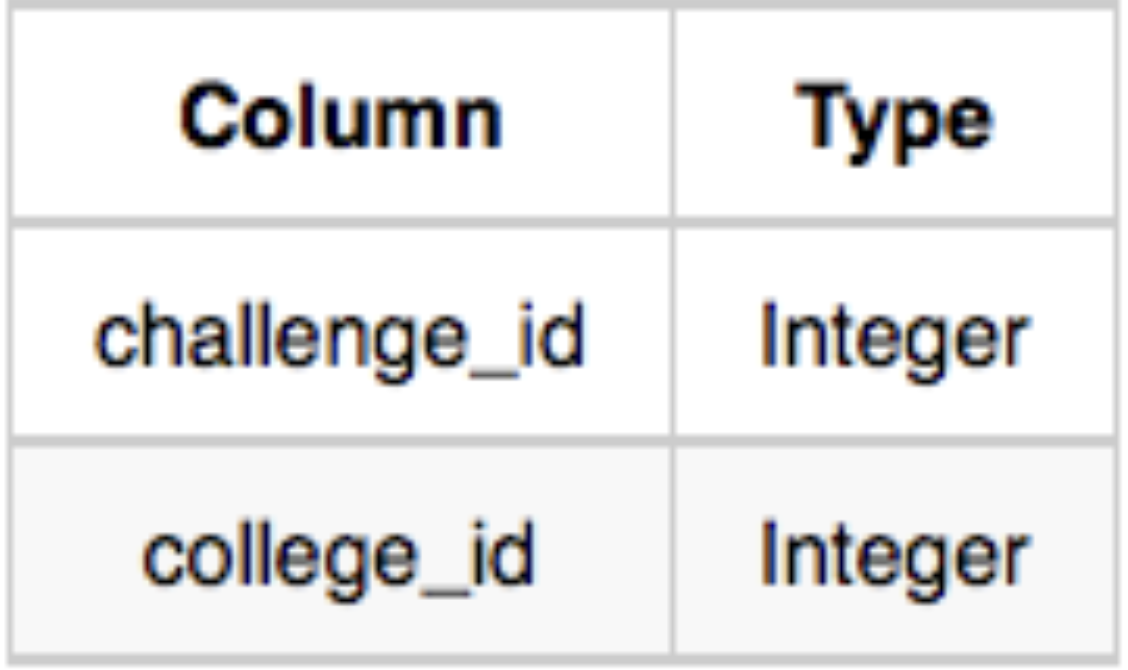 Column Type
challenge_id Integer
college_id Integer